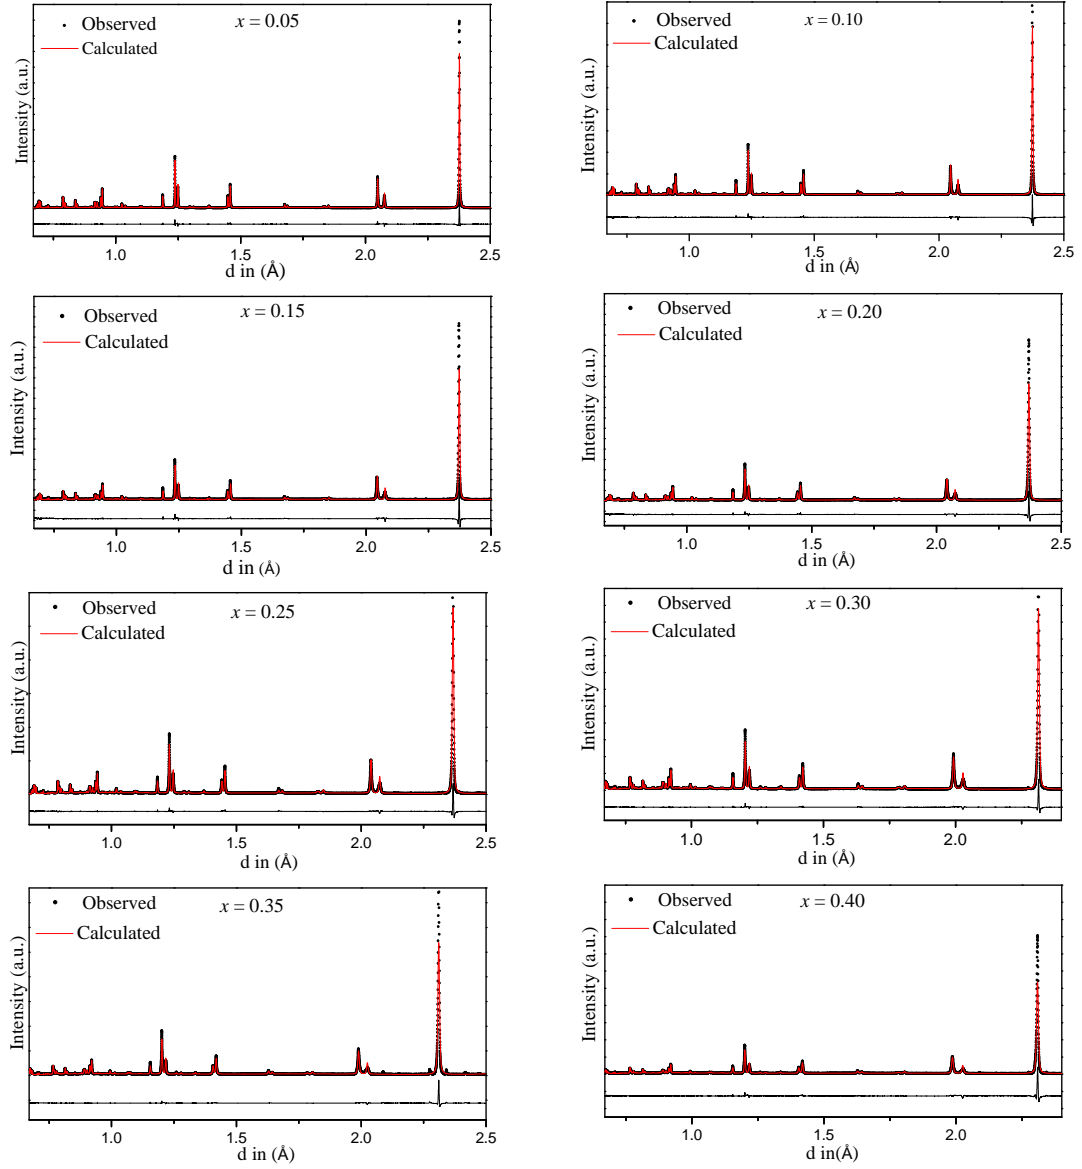 Observed
x = 0.05
Calculated
Intensity (a.u.)
1.0 1.5 2.0 2.5
d in (Å)
Observed
x = 0.10
Calculated
Intensity (a.u.)
1.0 1.5 2.0 2.5
d in (Å)
Observed
x = 0.15
Calculated
Intensity (a.u.)
1.0 1.5 2.0 2.5
d in (Å)
Observed
x = 0.20
Calculated
Intensity (a.u.)
1.0 1.5 2.0 2.5
d in (Å)
Observed
x = 0.25
Calculated
Intensity (a.u.)
1.0 1.5 2.0 2.5
d in (Å)
Observed
x = 0.30
Calculated
Intensity (a.u.)
1.0 1.5 2.0
d in (Å)
Observed
x = 0.35
Calculated
Intensity (a.u.)
1.0 1.5 2.0 2.5
d in (Å)
Observed
x = 0.40
Calculated
Intensity (a.u.)
1.0 1.5 2.0
d in(Å)